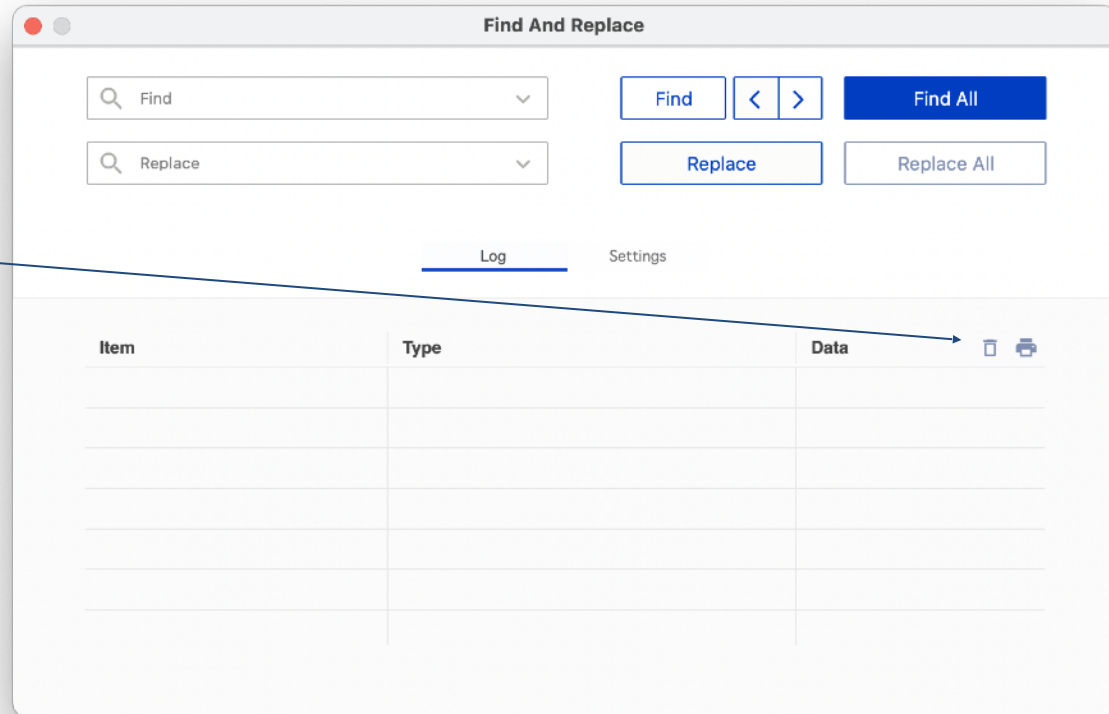 Find And Replace
Find
Find
Find All
Replace
Replace
Replace All
Log
Settings
Item
Type
Data